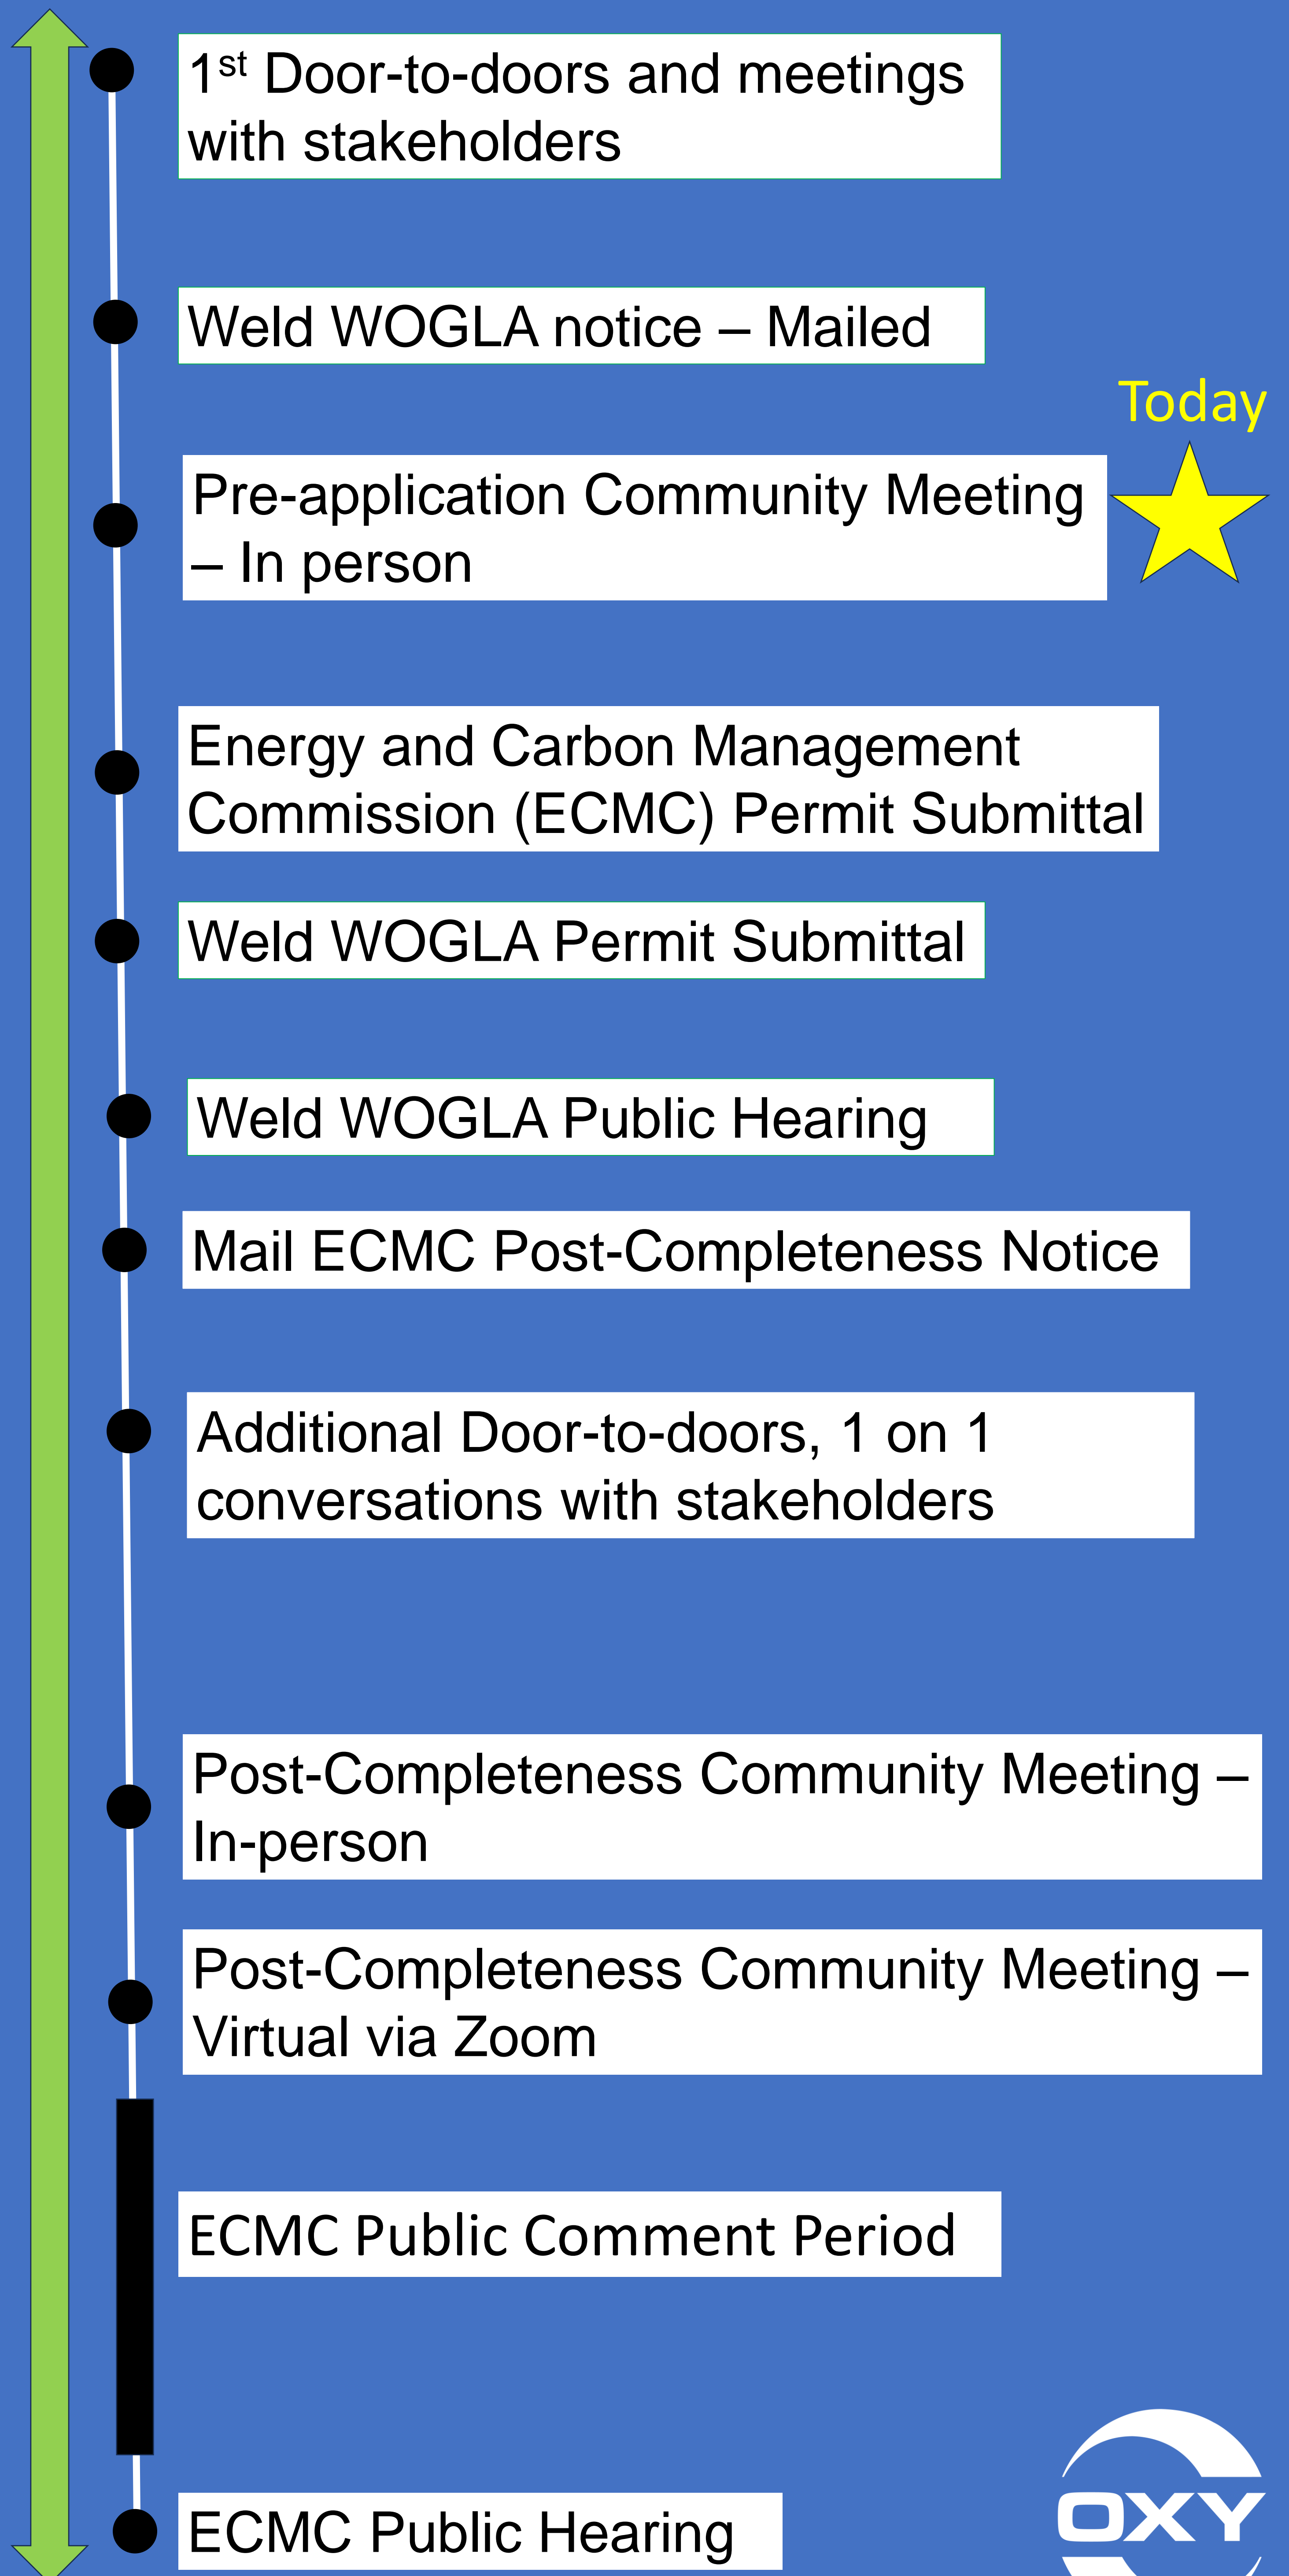 1st Door-to-doors and meetings
with stakeholders
Weld WOGLA notice – Mailed
Today
Pre-application Community Meeting
– In person
Energy and Carbon Management
Commission (ECMC) Permit Submittal
Weld WOGLA Permit Submittal
Weld WOGLA Public Hearing
Mail ECMC Post-Completeness Notice
Additional Door-to-doors, 1 on 1
conversations with stakeholders
Post-Completeness Community Meeting –
In-person
Post-Completeness Community Meeting –
Virtual via Zoom
ECMC Public Comment Period
ECMC Public Hearing
OXY